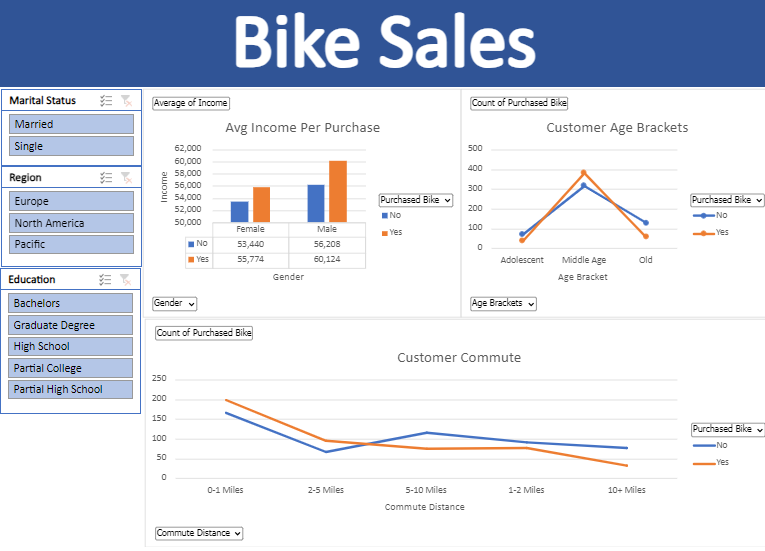 Bike Sales
Marital Status
Married
Single
Region
Europe
North America
Pacific
Education
Bachelors
Graduate Degree
High School
Partial College
Partial High School
Average of Income
Avg Income Per Purchase
62,000
60,000
58,000
56,000
54,000
52,000
50,000
Income
Female Male
No 53,440 56,208
Yes 55,774 60,124
Gender
Purchased Bike
No
Yes
Gender
Count of Purchased Bike
Customer Age Brackets
500
400
300
200
100
0
Adolescent Middle Age Old
Age Bracket
Purchased Bike
No
Yes
Age Brackets
Count of Purchased Bike
Customer Commute
250
200
150
100
50
0
0-1 Miles 2-5 Miles 5-10 Miles 1-2 Miles 10+ Miles
Commute Distance
Purchased Bike
No
Yes
Commute Distance